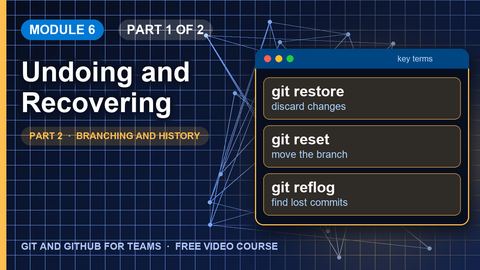 MODULE 6
PART 1 OF 2
Undoing and
Recovering
PART 2 · BRANCHING AND HISTORY
key terms
git restore
discard changes
git reset
move the branch
git reflog
find lost commits
GIT AND GITHUB FOR TEAMS · FREE VIDEO COURSE